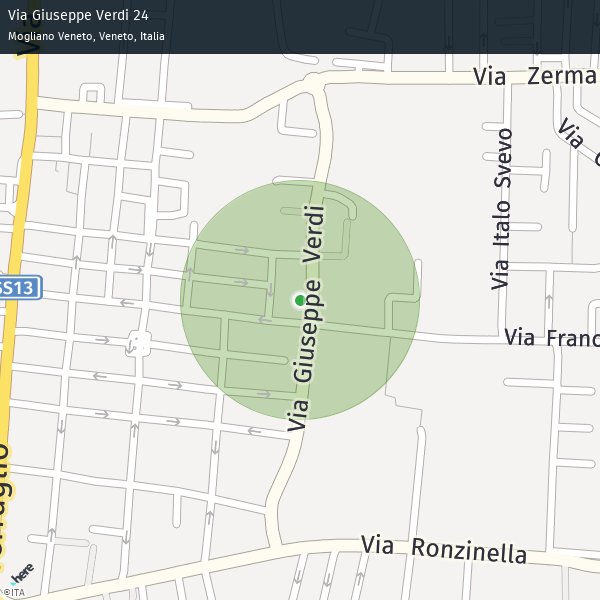 Via Giuseppe Verdi 24
Mogliano Veneto, Veneto, Italia
Via Zerma
Via
Via Italo Svevo
Via Giuseppe Verdi
SS13
Via Franc
Via Ronzinella
here
©ITA